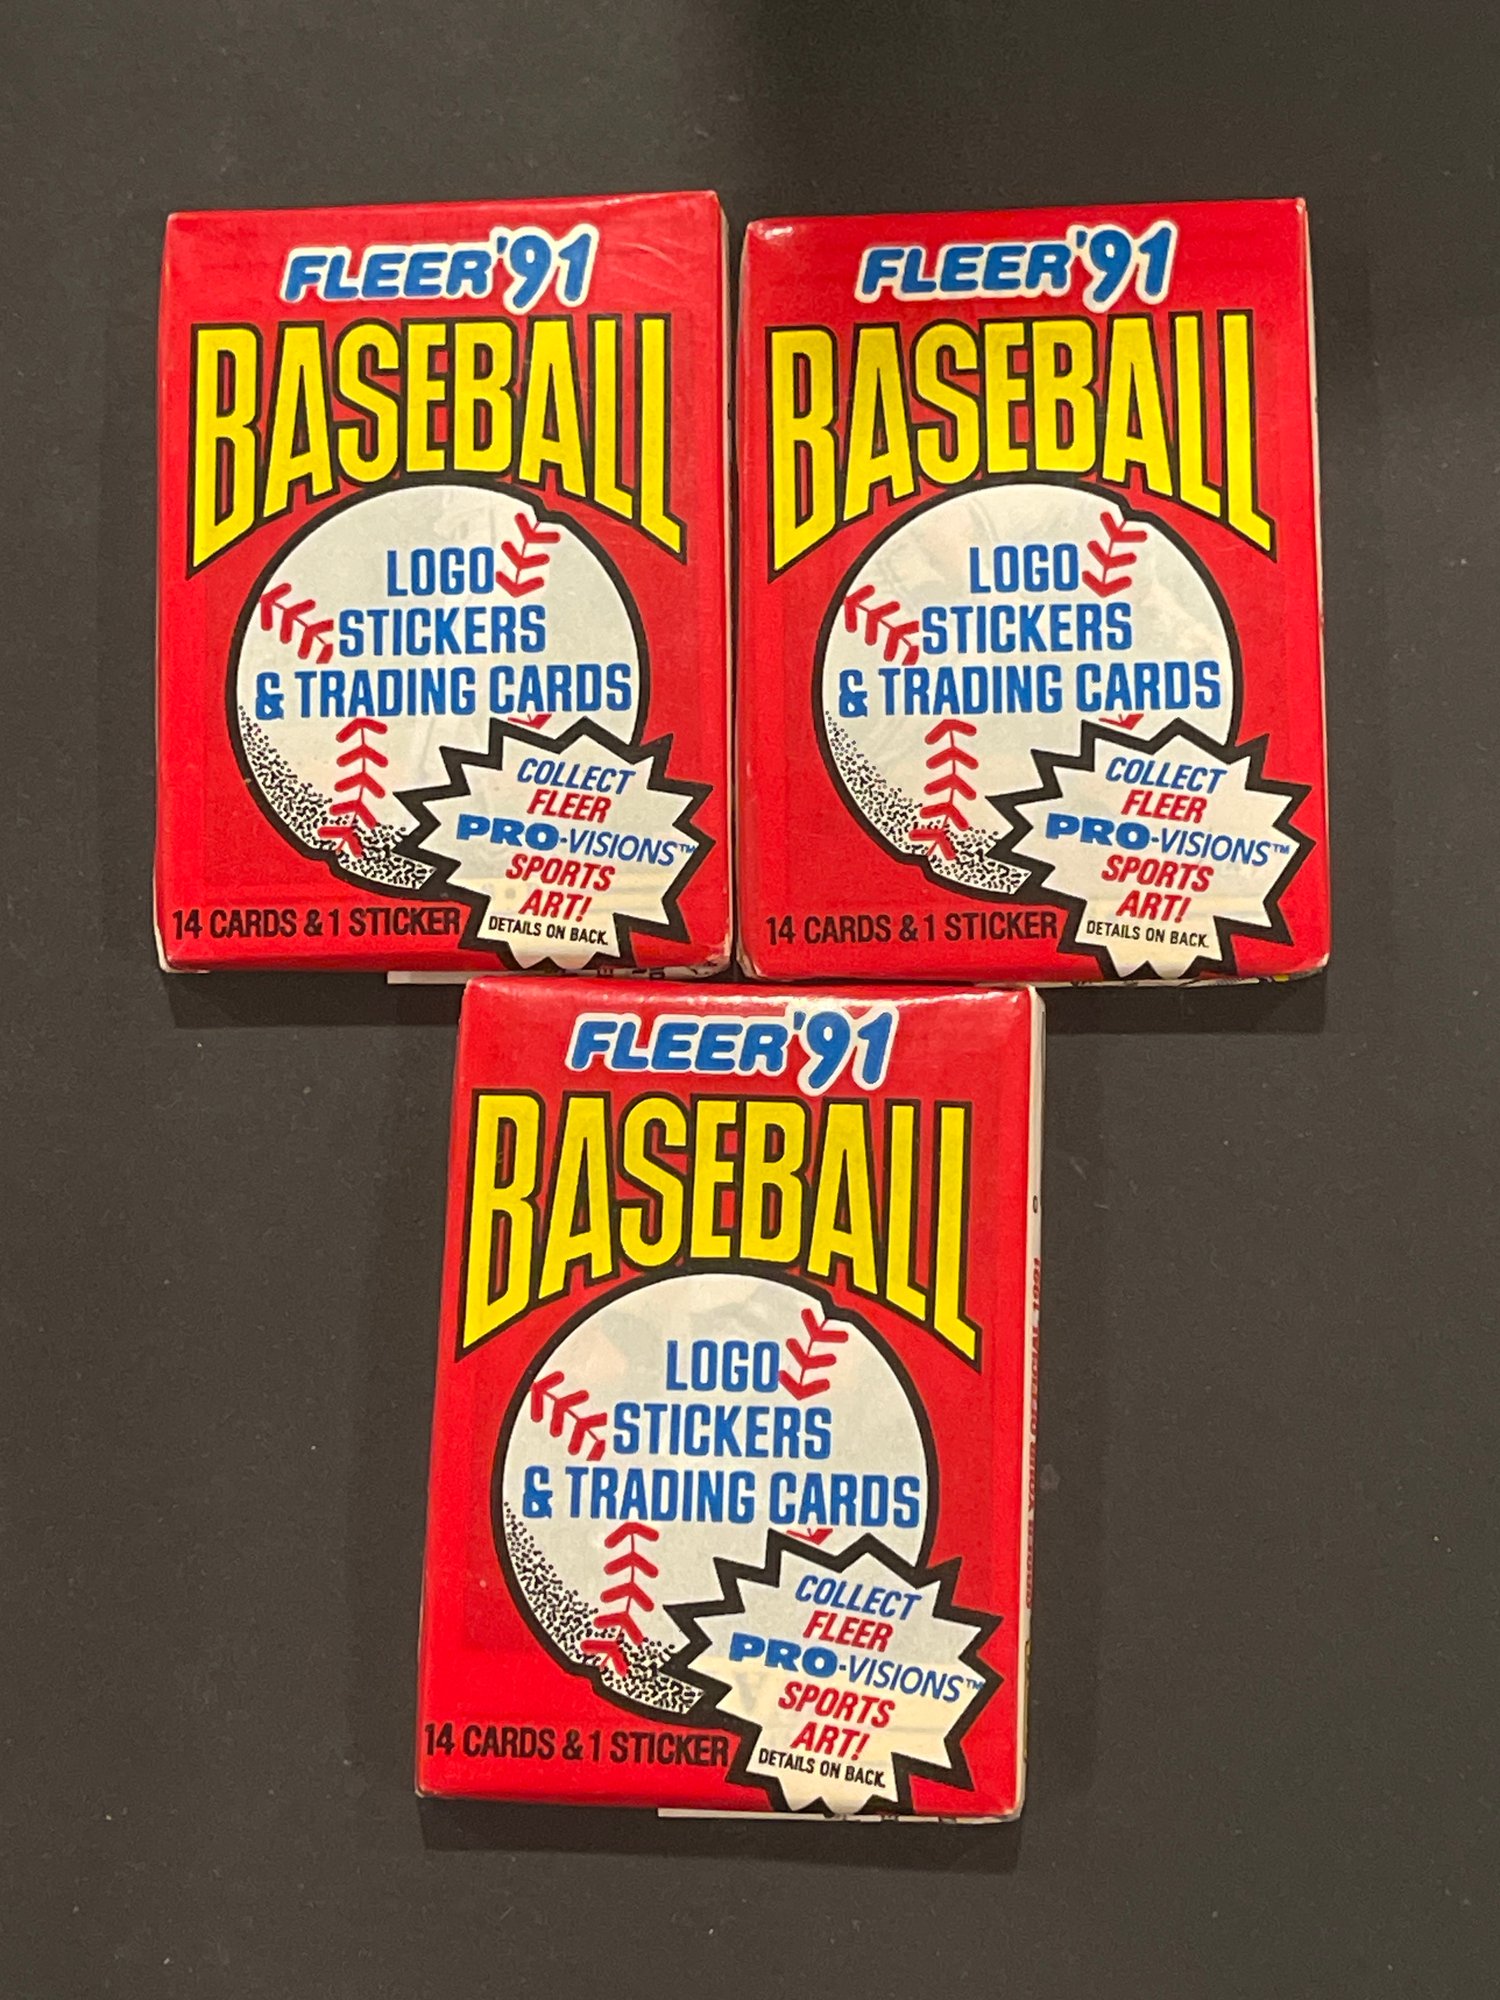 FLEER '91
BASEBALL
LOGO
STICKERS
& TRADING CARDS
COLLECT
FLEER
PRO-VISIONS™
SPORTS
ART!
DETAILS ON BACK.
14 CARDS & 1 STICKER
FLEER '91
BASEBALL
LOGO
STICKERS
& TRADING CARDS
COLLECT
FLEER
PRO-VISIONS™
SPORTS
ART!
DETAILS ON BACK.
14 CARDS & 1 STICKER
FLEER '91
BASEBALL
LOGO
STICKERS
& TRADING CARDS
COLLECT
FLEER
PRO-VISIONS™
SPORTS
ART!
DETAILS ON BACK.
14 CARDS & 1 STICKER